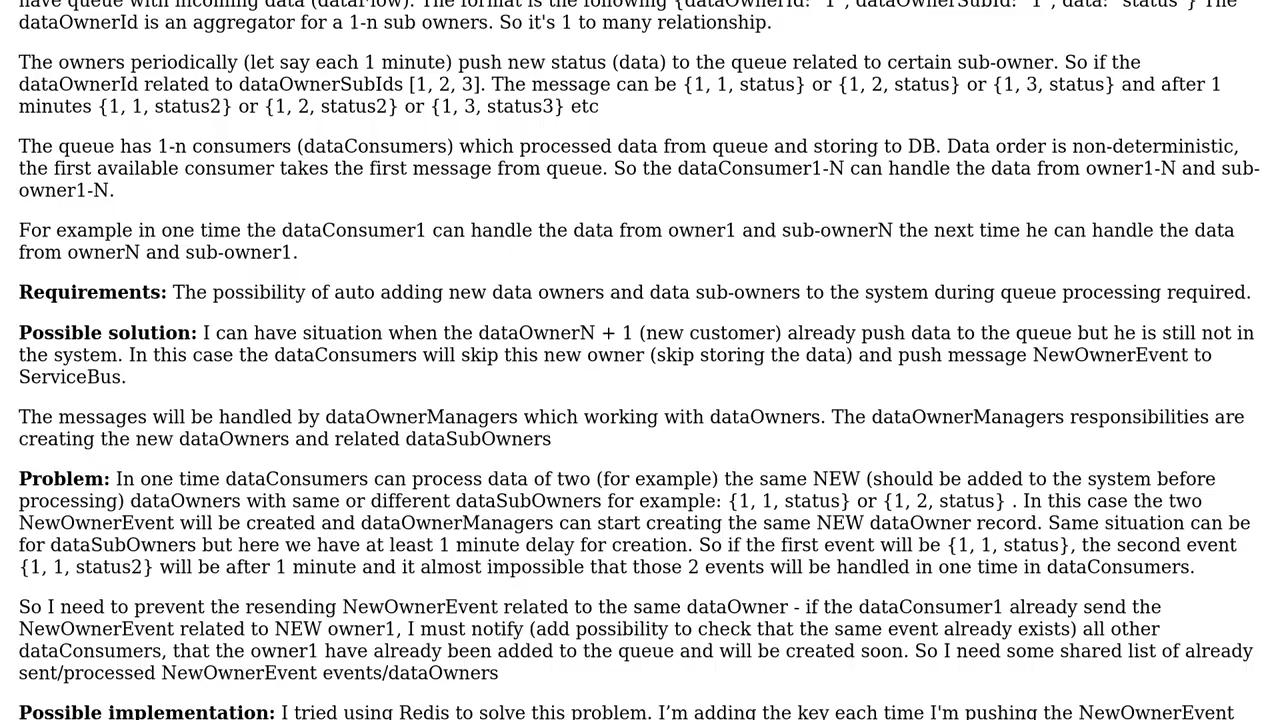 have queue with incoming data (dataFlow). The format is the following {dataOwnerId: "1", dataOwnerSubId: "1", data: "status"} The
dataOwnerId is an aggregator for a 1-n sub owners. So it's 1 to many relationship.
The owners periodically (let say each 1 minute) push new status (data) to the queue related to certain sub-owner. So if the
dataOwnerId related to dataOwnerSubIds [1, 2, 3]. The message can be {1, 1, status} or {1, 2, status} or {1, 3, status} and after 1
minutes {1, 1, status2} or {1, 2, status2} or {1, 3, status3} etc
The queue has 1-n consumers (dataConsumers) which processed data from queue and storing to DB. Data order is non-deterministic,
the first available consumer takes the first message from queue. So the dataConsumer1-N can handle the data from owner1-N and sub-
owner1-N.
For example in one time the dataConsumer1 can handle the data from owner1 and sub-ownerN the next time he can handle the data
from ownerN and sub-owner1.
Requirements: The possibility of auto adding new data owners and data sub-owners to the system during queue processing required.
Possible solution: I can have situation when the dataOwnerN + 1 (new customer) already push data to the queue but he is still not in
the system. In this case the dataConsumers will skip this new owner (skip storing the data) and push message NewOwnerEvent to
ServiceBus.
The messages will be handled by dataOwnerManagers which working with dataOwners. The dataOwnerManagers responsibilities are
creating the new dataOwners and related dataSubOwners
Problem: In one time dataConsumers can process data of two (for example) the same NEW (should be added to the system before
processing) dataOwners with same or different dataSubOwners for example: {1, 1, status} or {1, 2, status} . In this case the two
NewOwnerEvent will be created and dataOwnerManagers can start creating the same NEW dataOwner record. Same situation can be
for dataSubOwners but here we have at least 1 minute delay for creation. So if the first event will be {1, 1, status}, the second event
{1, 1, status2} will be after 1 minute and it almost impossible that those 2 events will be handled in one time in dataConsumers.
So I need to prevent the resending NewOwnerEvent related to the same dataOwner - if the dataConsumer1 already send the
NewOwnerEvent related to NEW owner1, I must notify (add possibility to check that the same event already exists) all other
dataConsumers, that the owner1 have already been added to the queue and will be created soon. So I need some shared list of already
sent/processed NewOwnerEvent events/dataOwners
Possible implementation: I tried using Redis to solve this problem. I’m adding the key each time I'm pushing the NewOwnerEvent